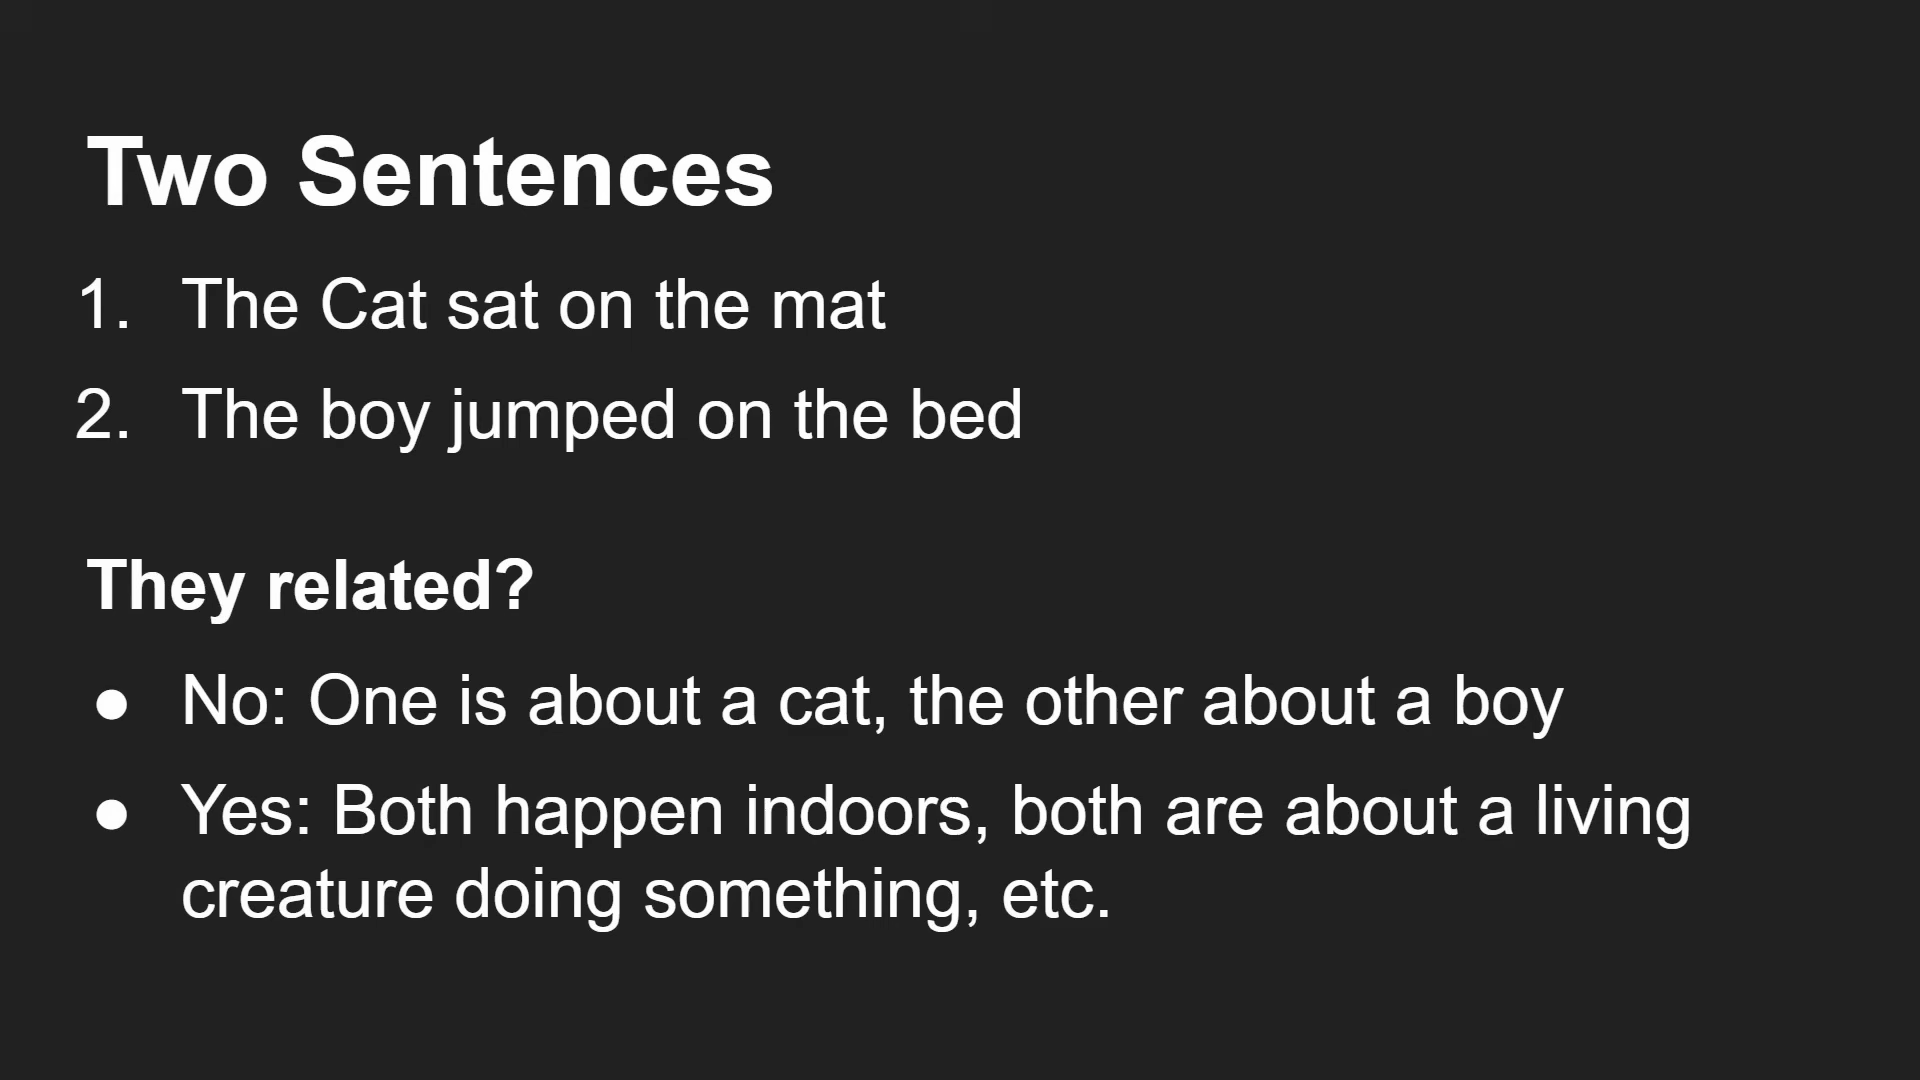 Two Sentences
1. The Cat sat on the mat
2. The boy jumped on the bed
They related?
● No: One is about a cat, the other about a boy
● Yes: Both happen indoors, both are about a living
creature doing something, etc.